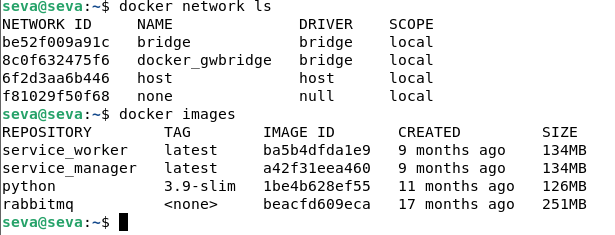 seva@seva:~$ docker network ls
NETWORK ID     NAME              DRIVER    SCOPE
be52f009a91c   bridge            bridge    local
8c0f632475f6   docker_gwbridge   bridge    local
6f2d3aa6b446   host              host      local
f81029f50f68   none              null      local
seva@seva:~$ docker images
REPOSITORY        TAG        IMAGE ID       CREATED         SIZE
service_worker    latest     ba5b4dfda1e9   9 months ago    134MB
service_manager   latest     a42f31eea460   9 months ago    134MB
python            3.9-slim   1be4b628ef55   11 months ago   126MB
rabbitmq          <none>     beacfd609eca   17 months ago   251MB
seva@seva:~$